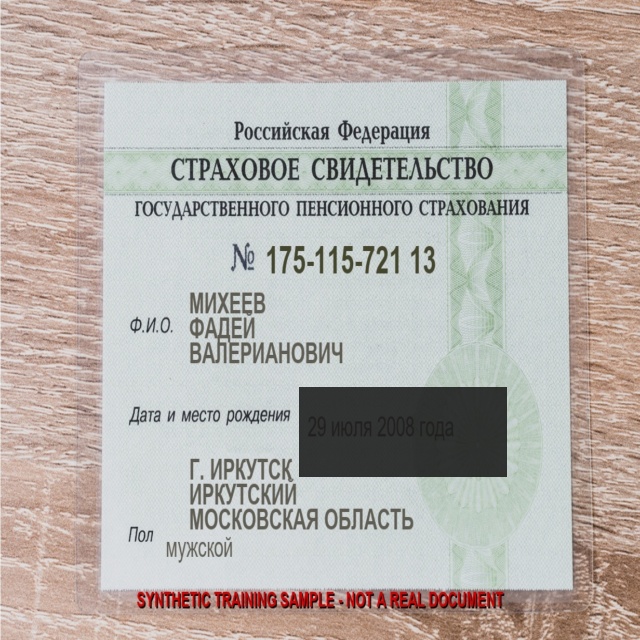 Российская Федерация
СТРАХОВОЕ СВИДЕТЕЛЬСТВО
ГОСУДАРСТВЕННОГО ПЕНСИОННОГО СТРАХОВАНИЯ
№ 175-115-721 13
Ф.И.О. МИХЕЕВ
ФАДЕЙ
ВАЛЕРИАНОВИЧ
Дата и место рождения 29 июля 2008 года
Г. ИРКУТСК
ИРКУТСКИЙ
МОСКОВСКАЯ ОБЛАСТЬ
Пол мужской
SYNTHETIC TRAINING SAMPLE - NOT A REAL DOCUMENT